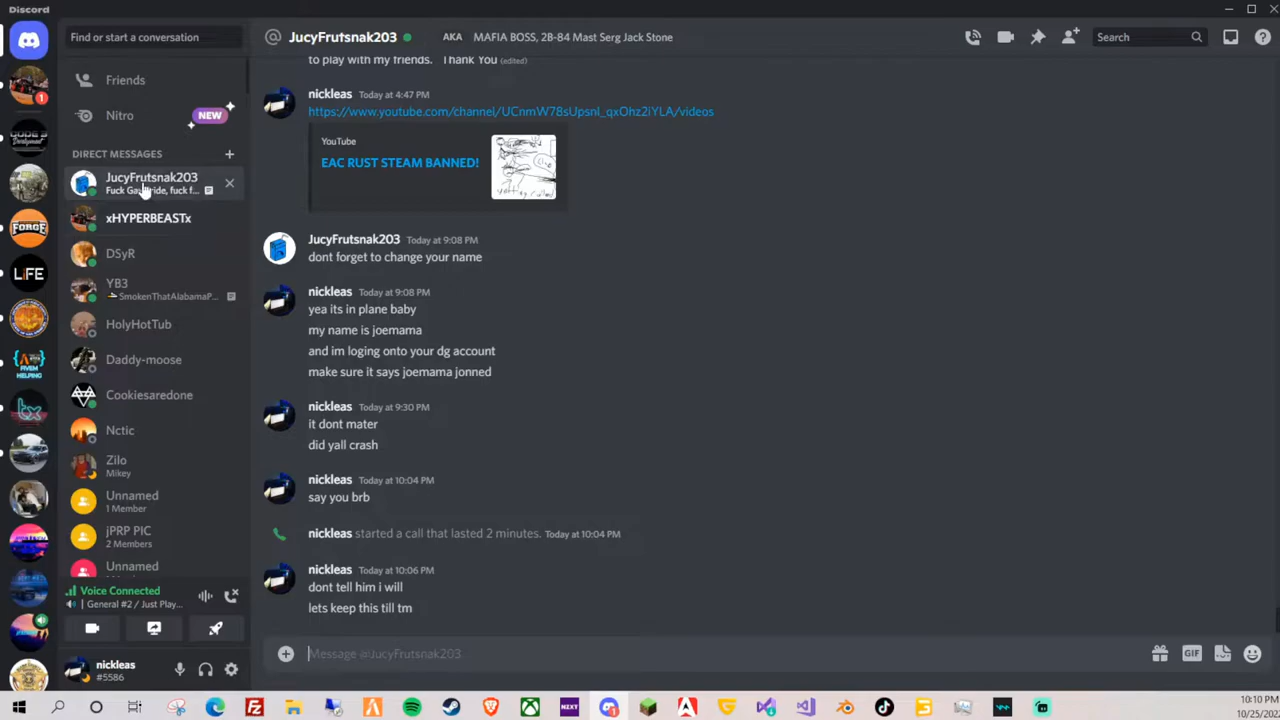 Discord
Find or start a conversation
JucyFrutsnak203
AKA MAFIA BOSS, 2B-84 Mast Serg Jack Stone
Search
Friends
Nitro
NEW
DIRECT MESSAGES
JucyFrutsnak203
xHYPERBEASTx
DSyR
YB3
SmokenThatAlabamaP...
HolyHotTub
Daddy-moose
Cookiesaredone
Nctic
Zilo
Mikey
Unnamed
1 Member
jPRP PIC
2 Members
Unnamed
Voice Connected
General #2 / Just Play...
nickleas
#5586
to play with my friends. Thank You (edited)
nickleas Today at 4:47 PM
https://www.youtube.com/channel/UCnmW78sUpsnl_qxOhz2iYLA/videos
YouTube
EAC RUST STEAM BANNED!
JucyFrutsnak203 Today at 9:08 PM
dont forget to change your name
nickleas Today at 9:08 PM
yea its in plane baby
my name is joemama
and im loging onto your dg account
make sure it says joemama jonned
nickleas Today at 9:30 PM
it dont mater
did yall crash
nickleas Today at 10:04 PM
say you brb
nickleas started a call that lasted 2 minutes. Today at 10:04 PM
nickleas Today at 10:06 PM
dont tell him i will
lets keep this till tm
Message @JucyFrutsnak203
GIF
FORGE
LiFE
FIVEM
HELPING
1
NEXT
10:10 PM